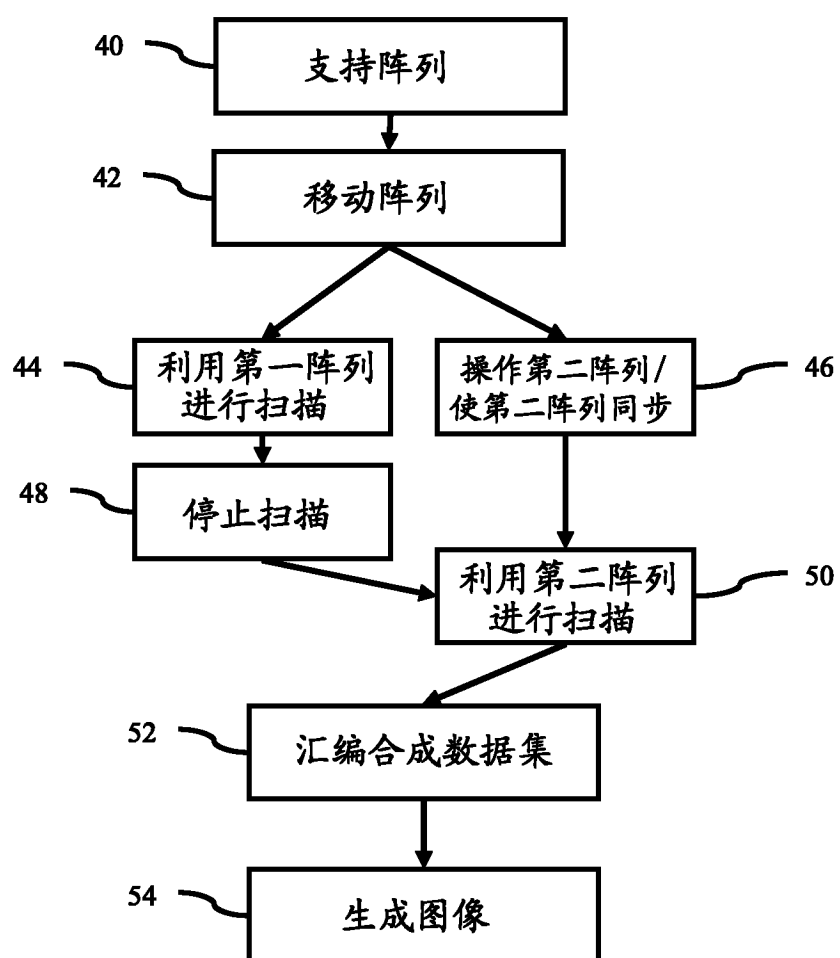 40
支持阵列
42
移动阵列
44
利用第一阵列
进行扫描
操作第二阵列/
使第二阵列同步
46
48
停止扫描
利用第二阵列
进行扫描
50
52
汇编合成数据集
54
生成图像